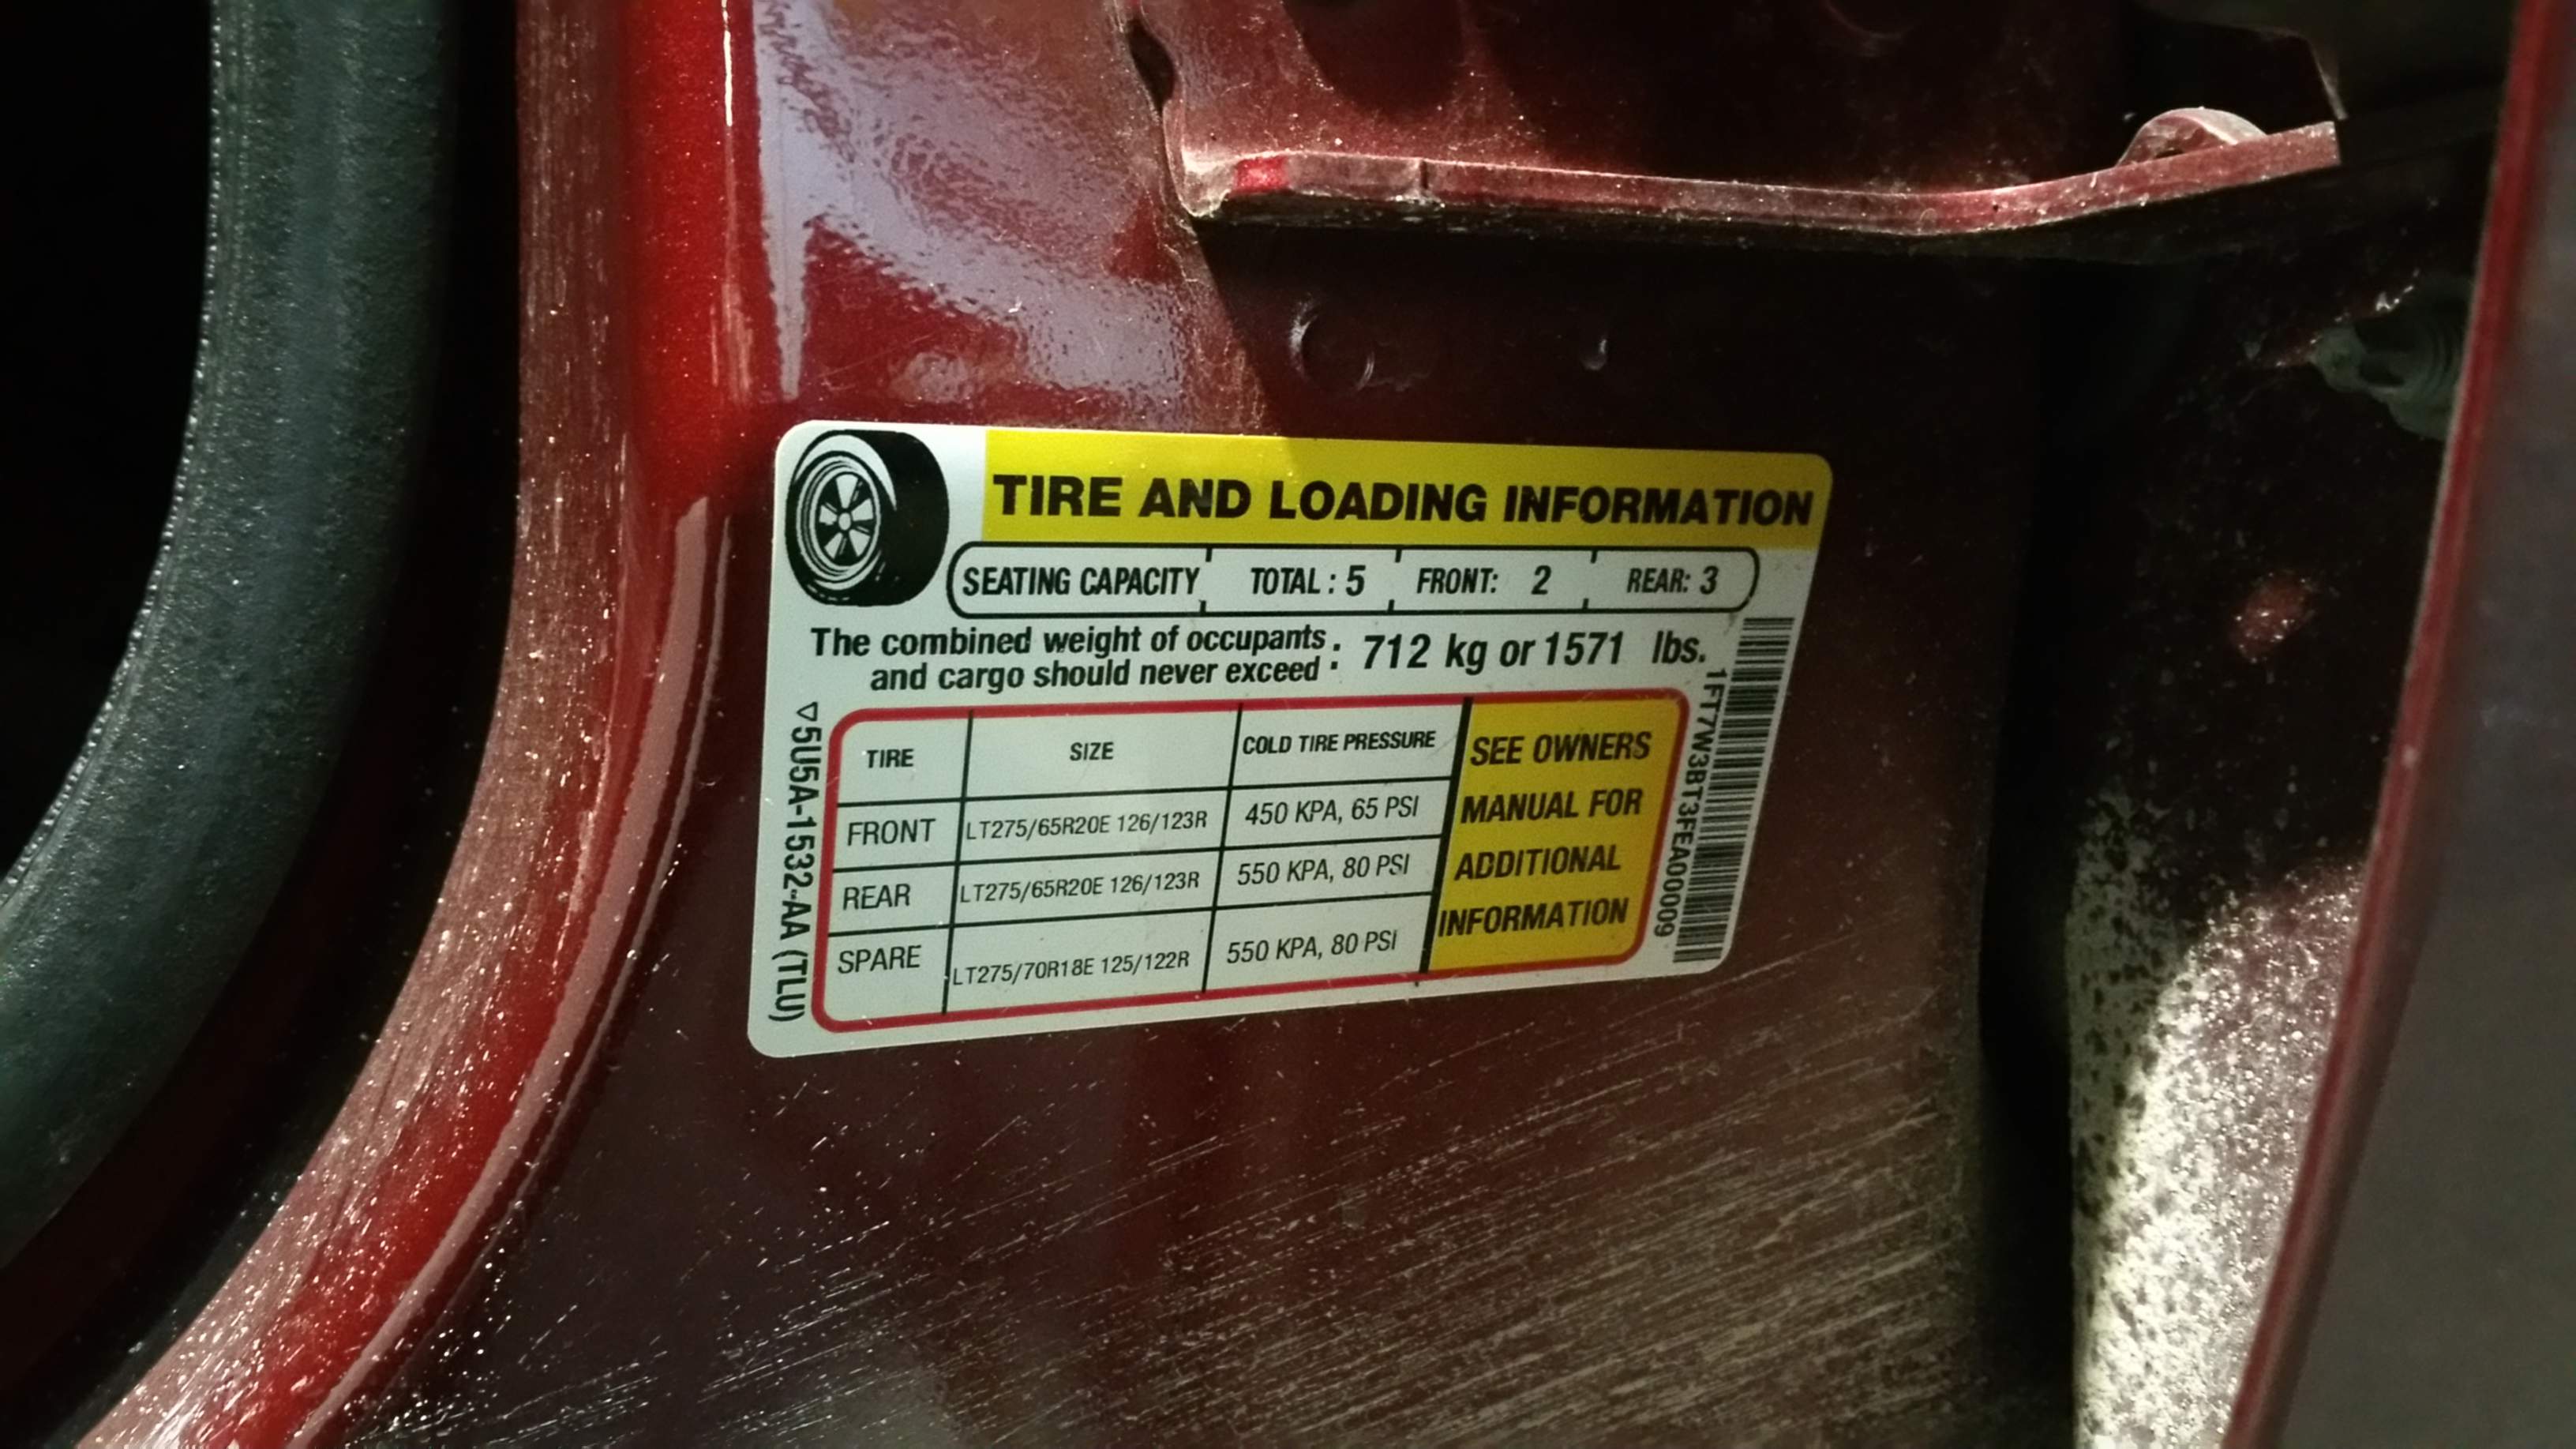 TIRE AND LOADING INFORMATION
SEATING CAPACITY TOTAL : 5 FRONT: 2 REAR: 3
The combined weight of occupants : 712 kg or 1571 lbs.
and cargo should never exceed :
TIRE SIZE COLD TIRE PRESSURE
FRONT LT275/65R20E 126/123R 450 KPA, 65 PSI
REAR LT275/65R20E 126/123R 550 KPA, 80 PSI
SPARE LT275/70R18E 125/122R 550 KPA, 80 PSI
SEE OWNERS
MANUAL FOR
ADDITIONAL
INFORMATION
5U5A-1532-AA (TLU)
1FT7W3BT3FEA00009